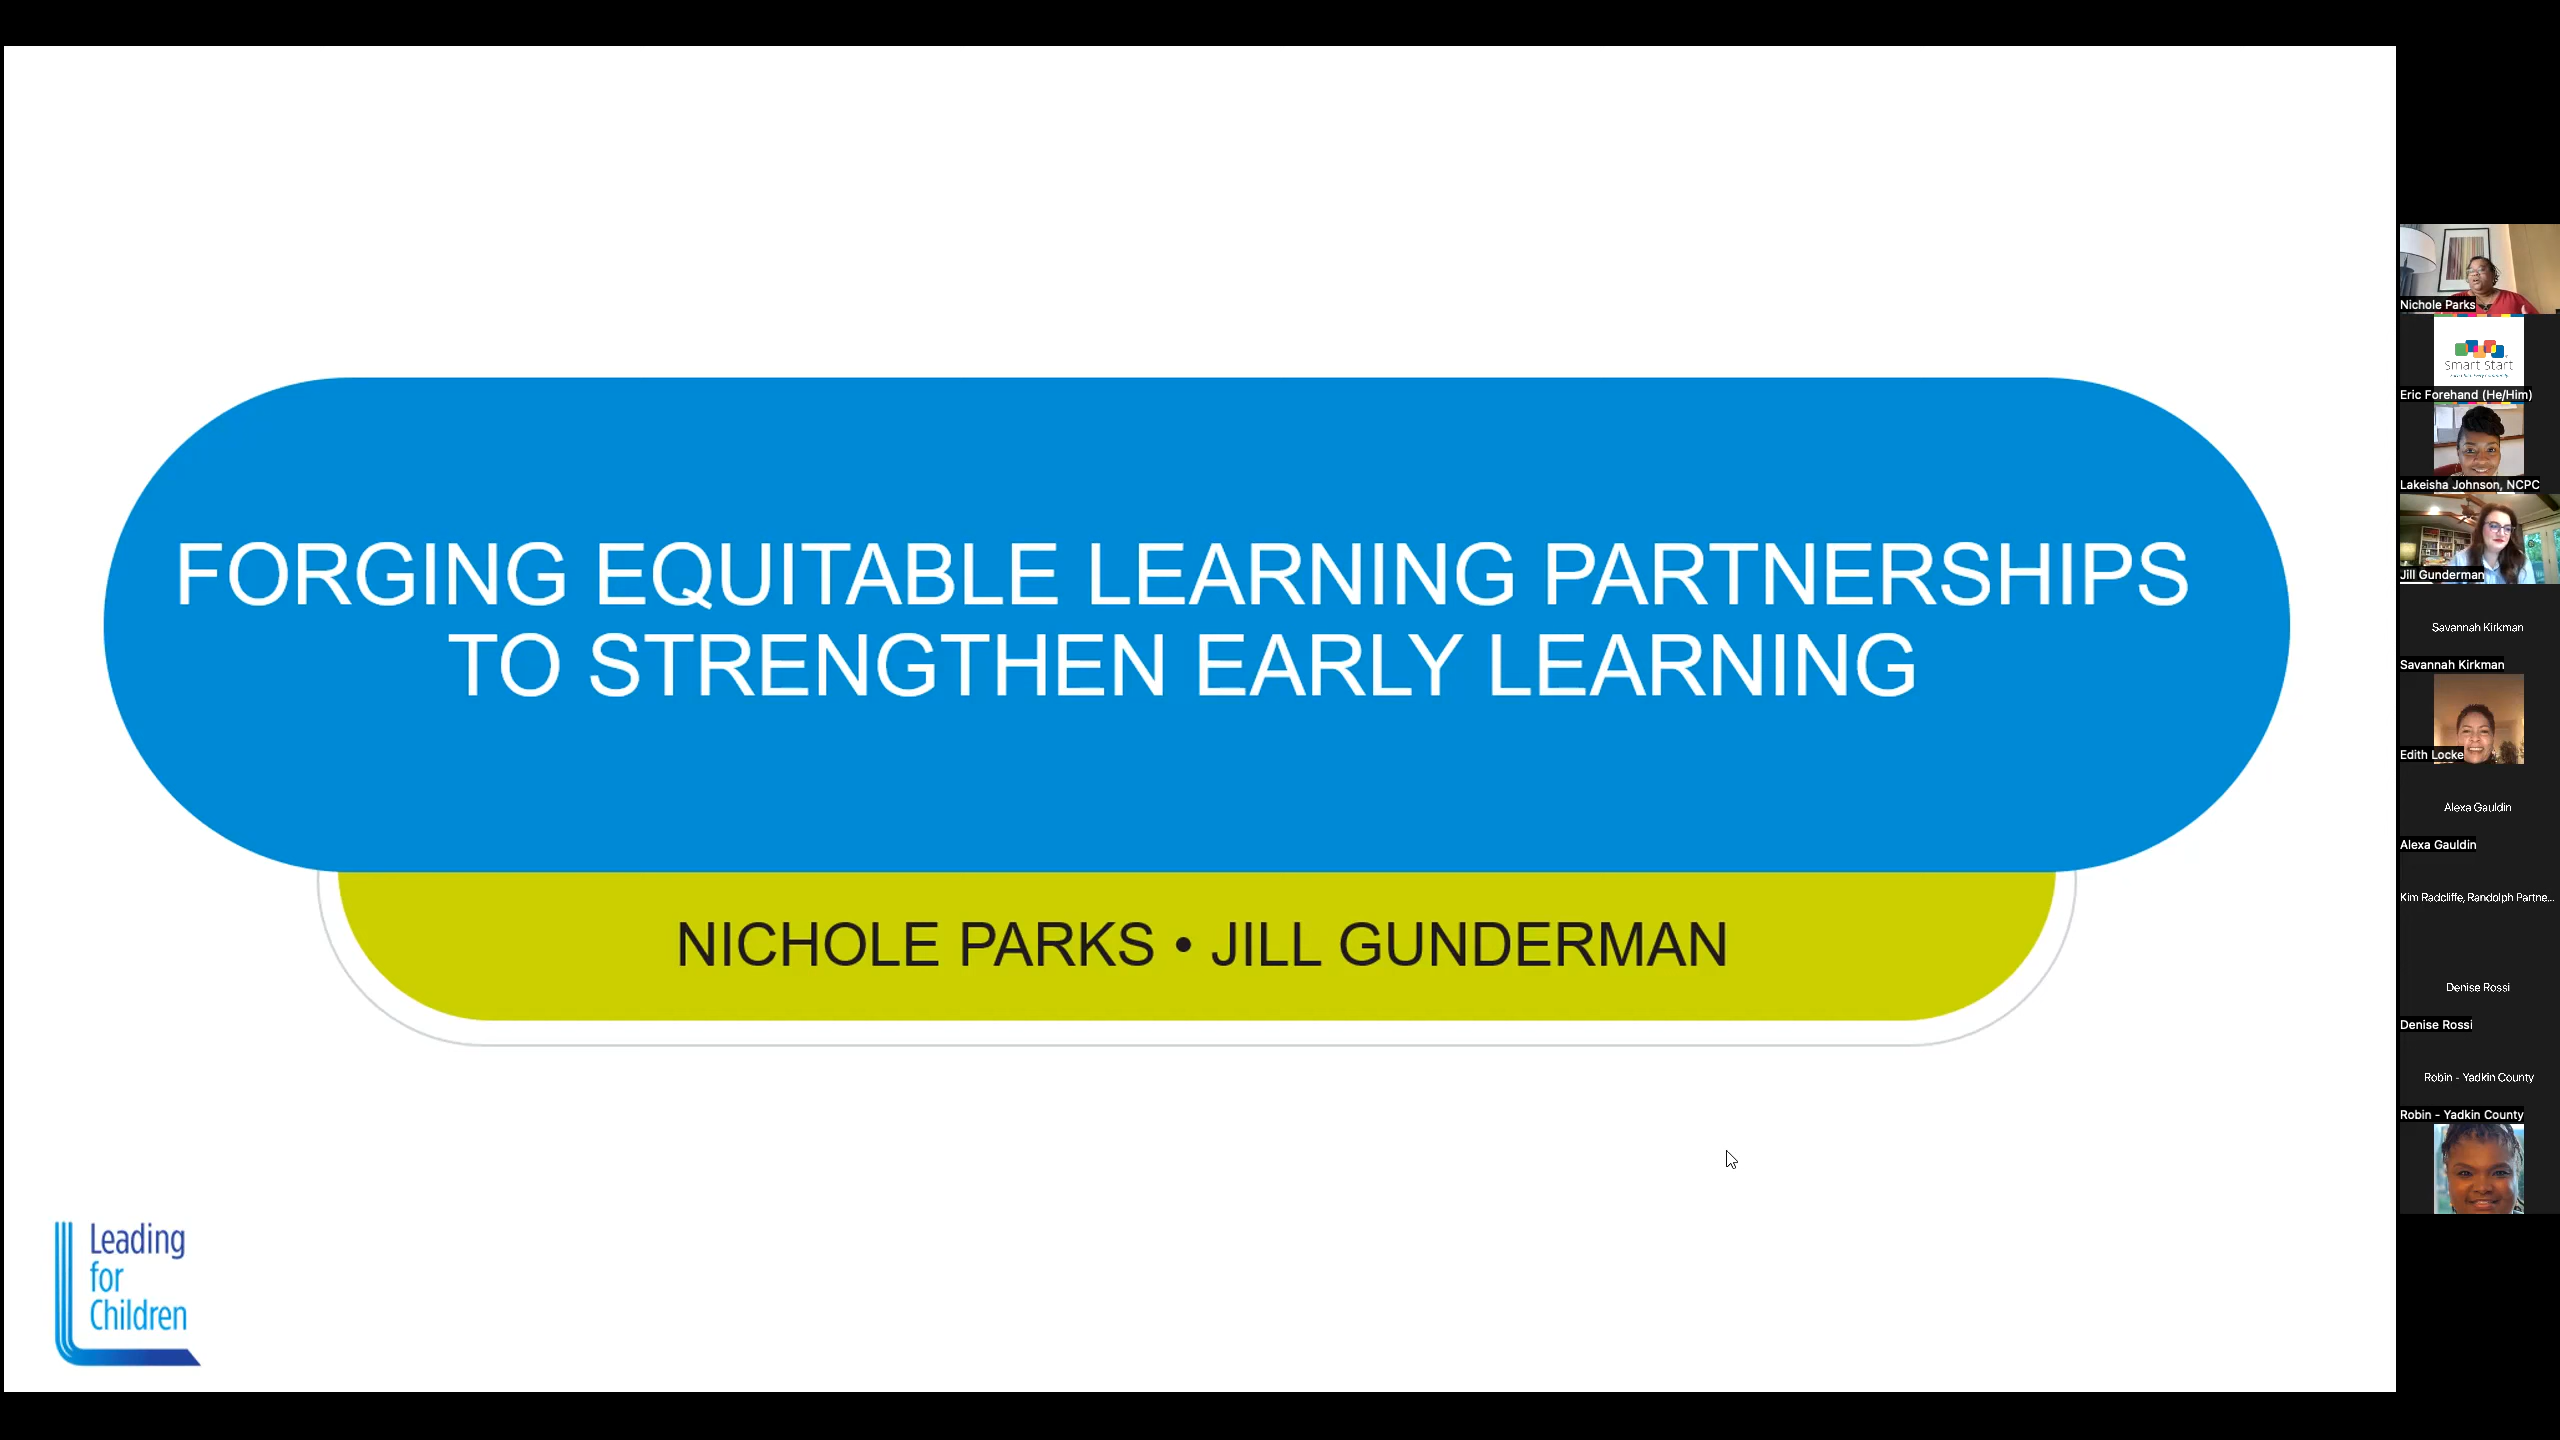 FORGING EQUITABLE LEARNING PARTNERSHIPS
TO STRENGTHEN EARLY LEARNING
NICHOLE PARKS • JILL GUNDERMAN
Leading
for
Children
Nichole Parks
Smart Start
Eric Forehand (He/Him)
Lakeisha Johnson, NCPC
Jill Gunderman
Savannah Kirkman
Savannah Kirkman
Edith Locke
Alexa Gauldin
Alexa Gauldin
Kim Radcliffe, Randolph Partne...
Denise Rossi
Denise Rossi
Robin - Yadkin County
Robin - Yadkin County